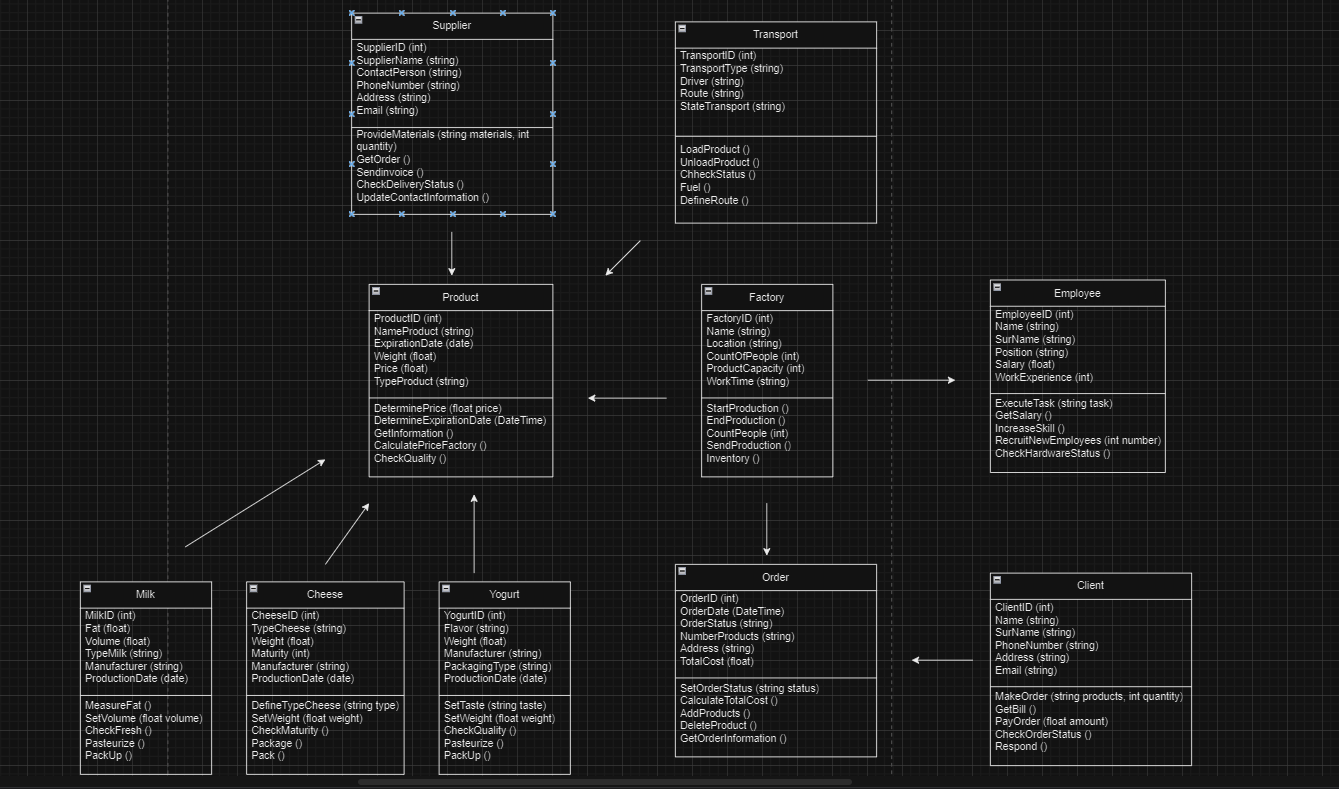 Supplier
SupplierID (int)
SupplierName (string)
ContactPerson (string)
PhoneNumber (string)
Address (string)
Email (string)
ProvideMaterials (string materials, int
quantity)
GetOrder ()
Sendinvoice ()
CheckDeliveryStatus ()
UpdateContactInformation ()
Transport
TransportID (int)
TransportType (string)
Driver (string)
Route (string)
StateTransport (string)
LoadProduct ()
UnloadProduct ()
ChheckStatus ()
Fuel ()
DefineRoute ()
Product
ProductID (int)
NameProduct (string)
ExpirationDate (date)
Weight (float)
Price (float)
TypeProduct (string)
DeterminePrice (float price)
DetermineExpirationDate (DateTime)
GetInformation ()
CalculatePriceFactory ()
CheckQuality ()
Factory
FactoryID (int)
Name (string)
Location (string)
CountOfPeople (int)
ProductCapacity (int)
WorkTime (string)
StartProduction ()
EndProduction ()
CountPeople (int)
SendProduction ()
Inventory ()
Employee
EmployeeID (int)
Name (string)
SurName (string)
Position (string)
Salary (float)
WorkExperience (int)
ExecuteTask (string task)
GetSalary ()
IncreaseSkill ()
RecruitNewEmployees (int number)
CheckHardwareStatus ()
Milk
MilkID (int)
Fat (float)
Volume (float)
TypeMilk (string)
Manufacturer (string)
ProductionDate (date)
MeasureFat ()
SetVolume (float volume)
CheckFresh ()
Pasteurize ()
PackUp ()
Cheese
CheeseID (int)
TypeCheese (string)
Weight (float)
Maturity (int)
Manufacturer (string)
ProductionDate (date)
DefineTypeCheese (string type)
SetWeight (float weight)
CheckMaturity ()
Package ()
Pack ()
Yogurt
YogurtID (int)
Flavor (string)
Weight (float)
Manufacturer (string)
PackagingType (string)
ProductionDate (date)
SetTaste (string taste)
SetWeight (float weight)
CheckQuality ()
Pasteurize ()
PackUp ()
Order
OrderID (int)
OrderDate (DateTime)
OrderStatus (string)
NumberProducts (string)
Address (string)
TotalCost (float)
SetOrderStatus (string status)
CalculateTotalCost ()
AddProducts ()
DeleteProduct ()
GetOrderInformation ()
Client
ClientID (int)
Name (string)
SurName (string)
PhoneNumber (string)
Address (string)
Email (string)
MakeOrder (string products, int quantity)
GetBill ()
PayOrder (float amount)
CheckOrderStatus ()
Respond ()